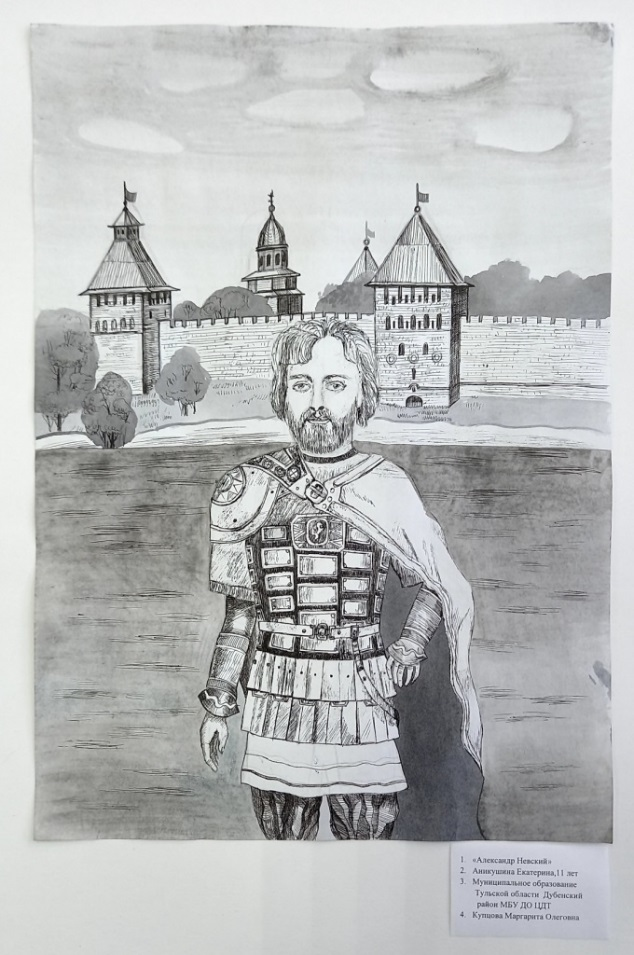 1. «Александр Невский»
2. Аникушина Екатерина,11 лет
3. Муниципальное образование
Тульской области Дубенский
район МБУ ДО ЦДТ
4. Купцова Маргарита Олеговна